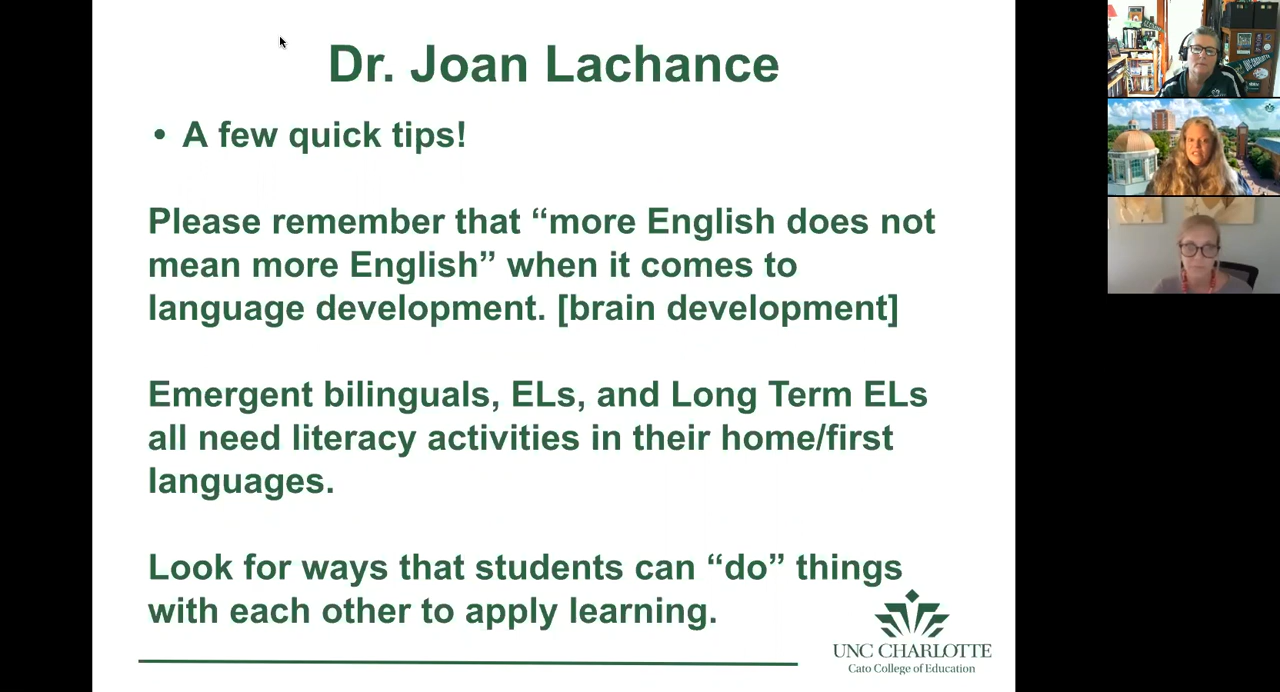 Dr. Joan Lachance
• A few quick tips!
Please remember that “more English does not
mean more English” when it comes to
language development. [brain development]
Emergent bilinguals, ELs, and Long Term ELs
all need literacy activities in their home/first
languages.
Look for ways that students can “do” things
with each other to apply learning.
UNC CHARLOTTE
Cato College of Education